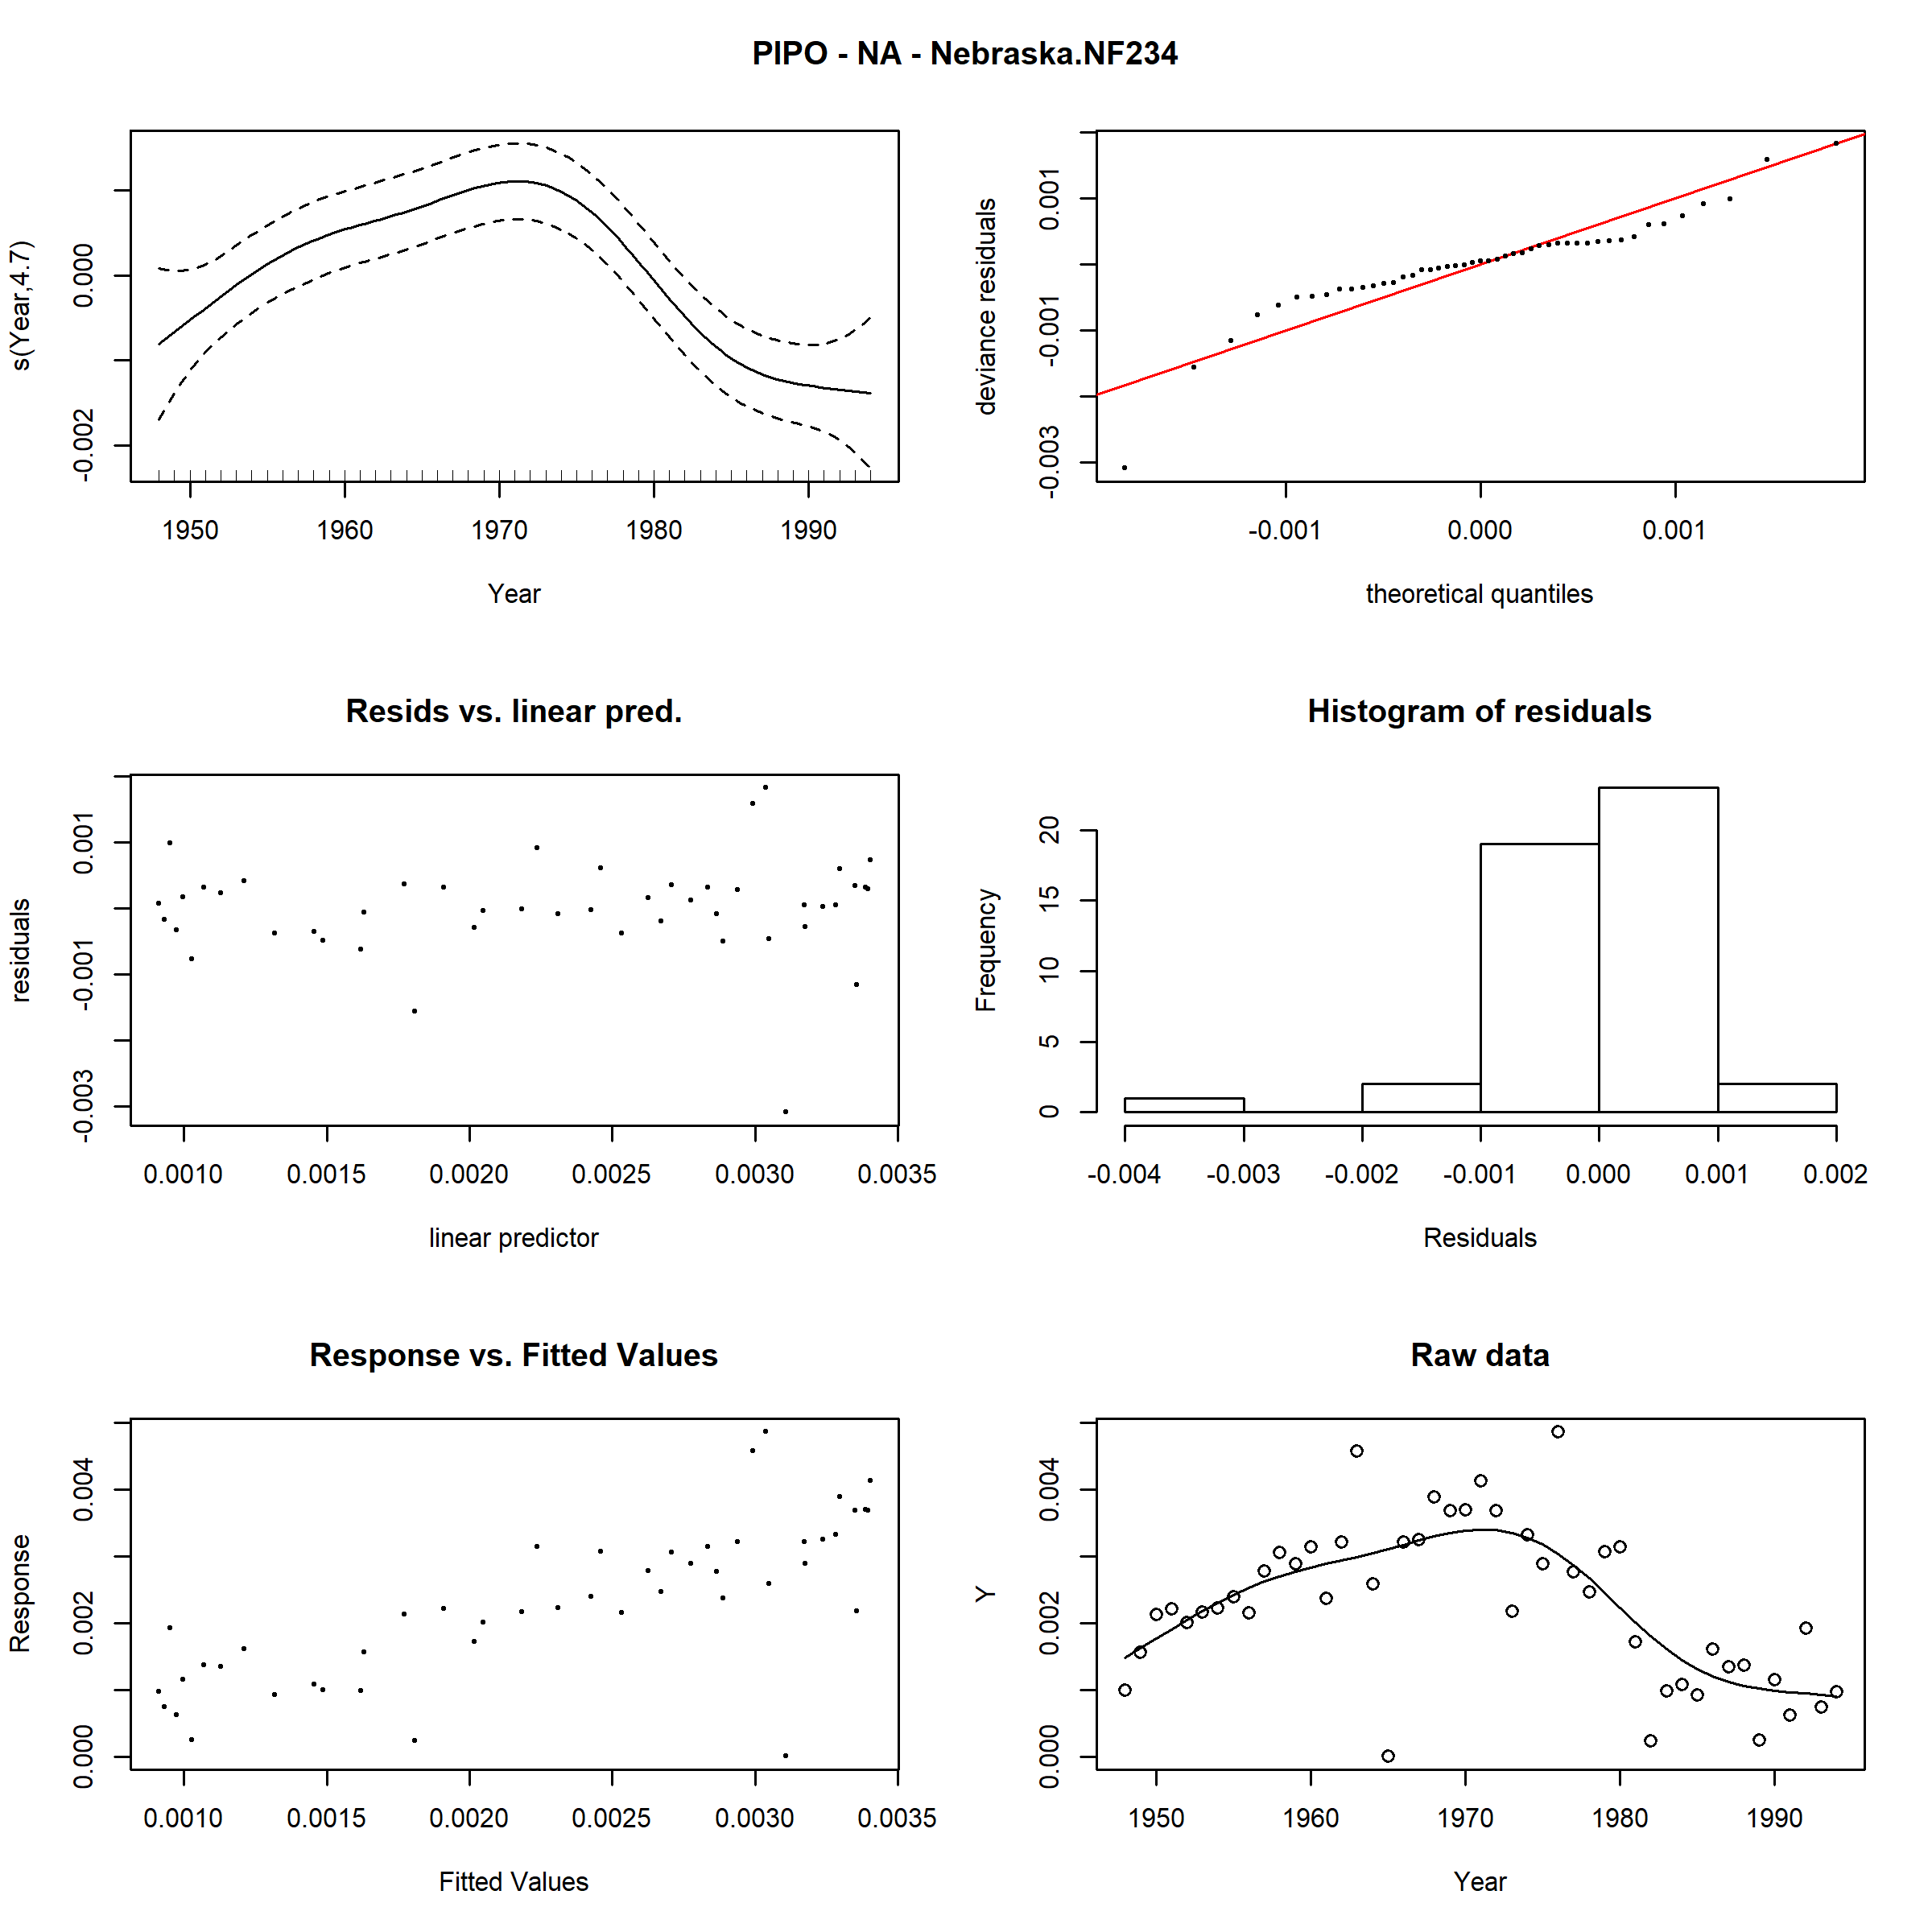 PIPO - NA - Nebraska.NF234
s(Year,4.7)
0.000
-0.002
1950 1960 1970 1980 1990
Year
deviance residuals
0.001
-0.001
-0.003
-0.001 0.000 0.001
theoretical quantiles
Resids vs. linear pred.
residuals
0.001
-0.001
-0.003
0.0010 0.0015 0.0020 0.0025 0.0030 0.0035
linear predictor
Histogram of residuals
Frequency
20
15
10
5
0
-0.004 -0.003 -0.002 -0.001 0.000 0.001 0.002
Residuals
Response vs. Fitted Values
Response
0.004
0.002
0.000
0.0010 0.0015 0.0020 0.0025 0.0030 0.0035
Fitted Values
Raw data
Y
0.004
0.002
0.000
1950 1960 1970 1980 1990
Year